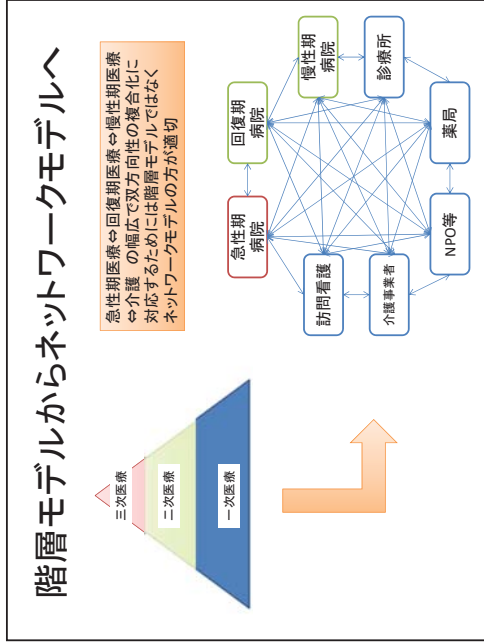 階層モデルからネットワークモデルへ
三次医療
二次医療
一次医療
急性期医療⇔回復期医療⇔慢性期医療
⇔介護 の幅広で双方向性の複合化に
対応するためには階層モデルではなく
ネットワークモデルの方が適切
急性期
病院
回復期
病院
慢性期
病院
診療所
薬局
NPO等
介護事業者
訪問看護